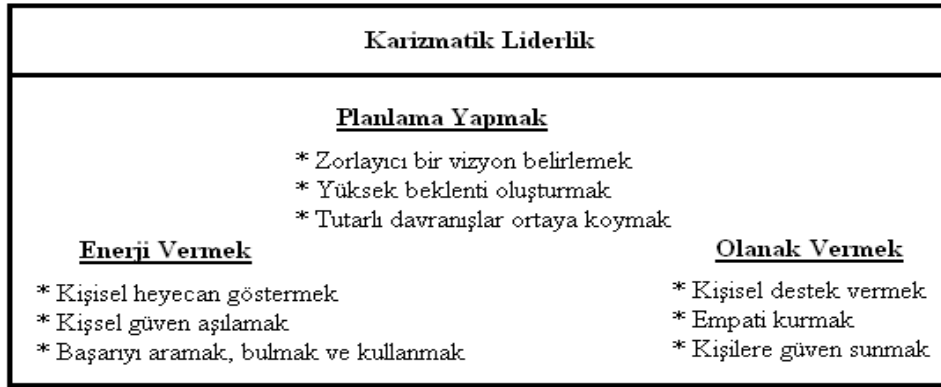 Karizmatik Liderlik
Planlama Yapmak
* Zorlayıcı bir vizyon belirlemek
* Yüksek beklenti oluşturmak
* Tutarlı davranışlar ortaya koymak
Enerji Vermek
* Kişisel heyecan göstermek
* Kişsel güven aşılamak
* Başarıyı aramak, bulmak ve kullanmak
Olanak Vermek
* Kişisel destek vermek
* Empati kurmak
* Kişilere güven sunmak